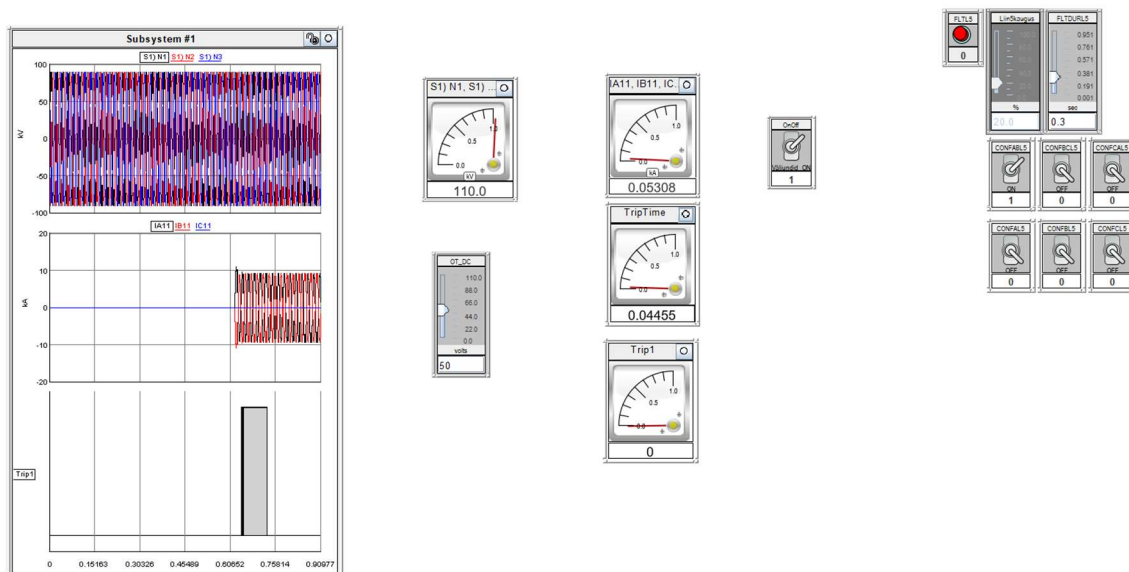 Subsystem #1
S1) N1 S1) N2 S1) N3
100
50
0
-50
-100
kV
IA11 IB11 IC11
20
10
0
-10
-20
kA
Trip1
0 0.15163 0.30326 0.45489 0.60652 0.75814 0.90977
S1) N1, S1) ...
0.0 0.5 1.0
kV
110.0
OT_DC
110.0
88.0
66.0
44.0
22.0
0.0
volts
50
IA11, IB11, IC.
0.0 0.5 1.0
kA
0.05308
TripTime
0.0 0.5 1.0
0.04455
Trip1
0.0 0.5 1.0
0
OnOff
ON
1
FLTL5
0
Liin5kaugus
100.0
%
20.0
FLTDURL5
0.951
0.761
0.571
0.381
0.191
0.001
sec
0.3
CONFABL5 CONFBCL5 CONFCAL5
ON OFF OFF
1 0 0
CONFAL5 CONFBL5 CONFCL5
OFF OFF OFF
0 0 0